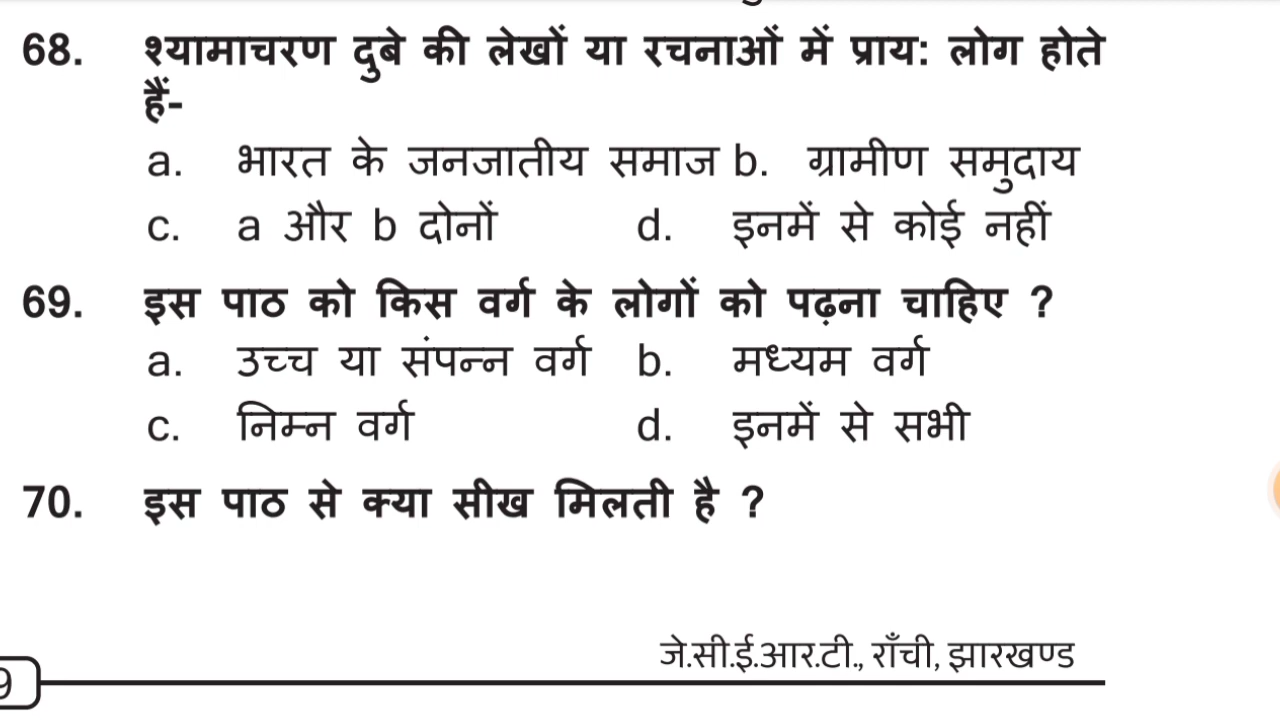 68. श्यामाचरण दुबे की लेखों या रचनाओं में प्राय: लोग होते
हैं-
a. भारत के जनजातीय समाज b. ग्रामीण समुदाय
c. a और b दोनों d. इनमें से कोई नहीं
69. इस पाठ को किस वर्ग के लोगों को पढ़ना चाहिए ?
a. उच्च या संपन्न वर्ग b. मध्यम वर्ग
c. निम्न वर्ग d. इनमें से सभी
70. इस पाठ से क्या सीख मिलती है ?
जे.सी.ई.आर.टी., राँची, झारखण्ड